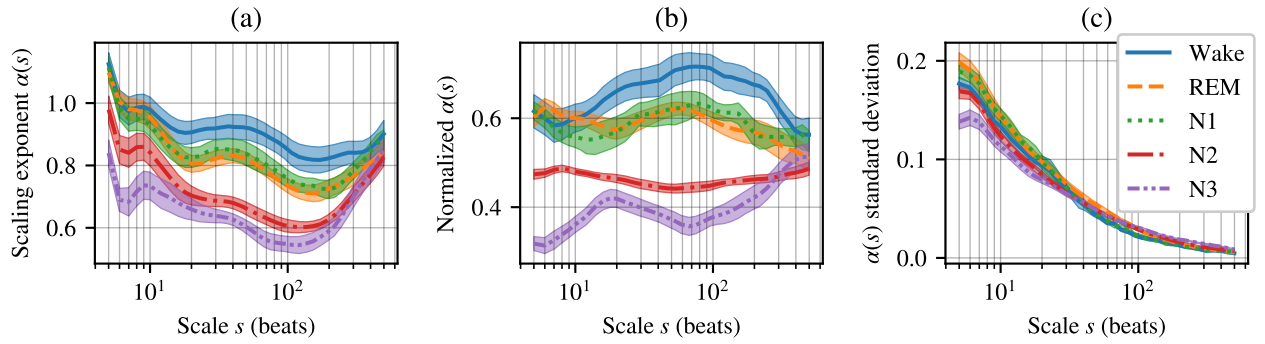 (a)
Scaling exponent α(s)
1.0
0.8
0.6
10¹
10²
Scale s (beats)
(b)
Normalized α(s)
0.6
0.4
10¹
10²
Scale s (beats)
(c)
α(s) standard deviation
0.2
0.1
0.0
10¹
10²
Scale s (beats)
Wake
REM
N1
N2
N3